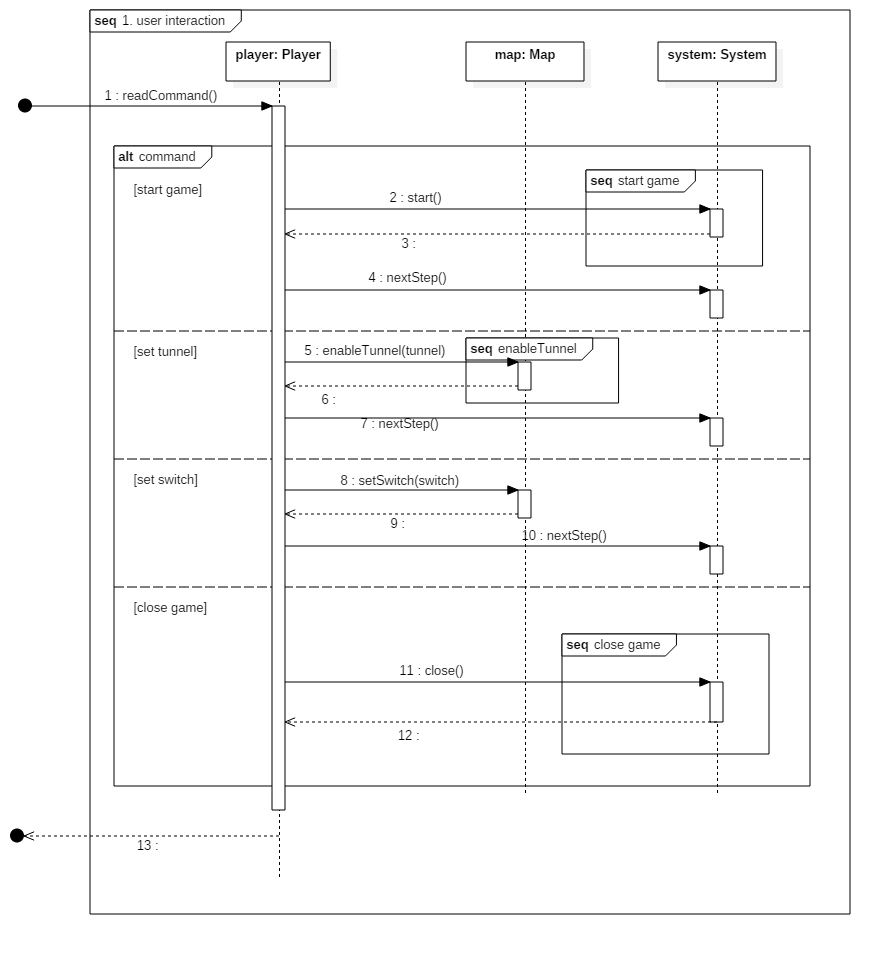 seq 1. user interaction
player: Player
map: Map
system: System
1 : readCommand()
alt command
[start game]
seq start game
2 : start()
3 :
4 : nextStep()
[set tunnel]
5 : enableTunnel(tunnel)
seq enableTunnel
6 :
7 : nextStep()
[set switch]
8 : setSwitch(switch)
9 :
10 : nextStep()
[close game]
seq close game
11 : close()
12 :
13 :